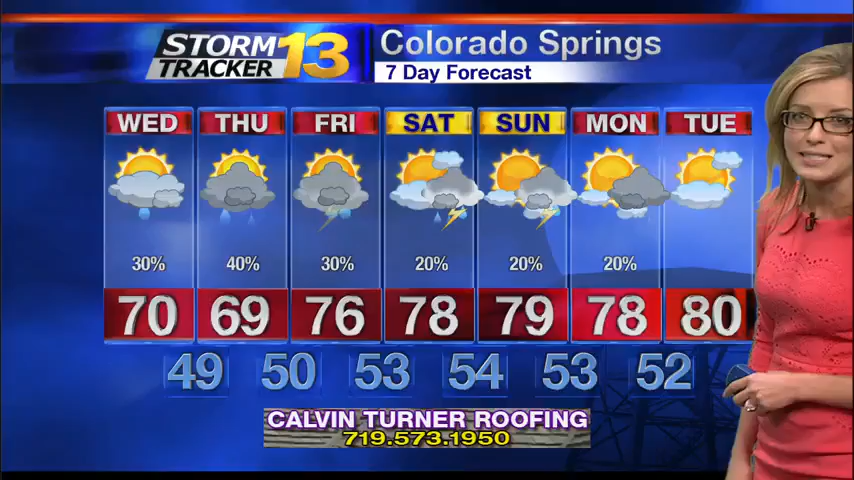 STORM TRACKER 13
Colorado Springs
7 Day Forecast
WED THU FRI SAT SUN MON TUE
30% 40% 30% 20% 20% 20%
70 69 76 78 79 78 80
49 50 53 54 53 52
CALVIN TURNER ROOFING
719.573.1950